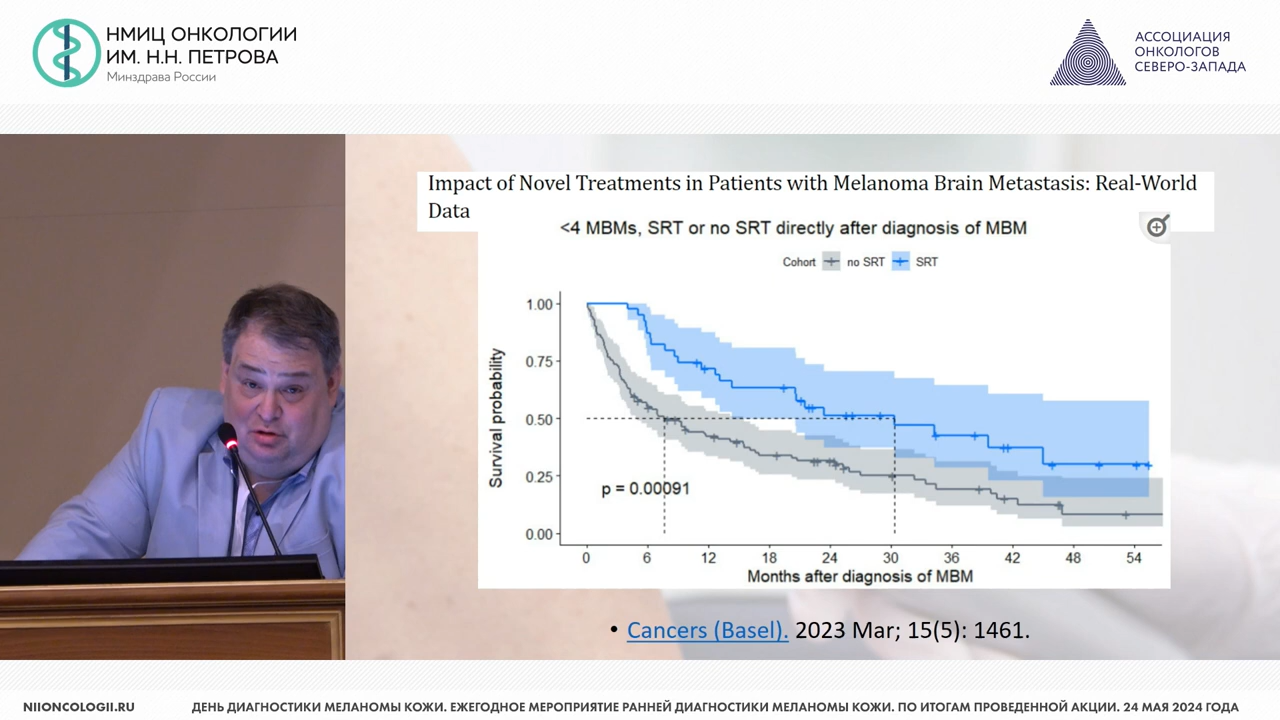 НМИЦ ОНКОЛОГИИ
ИМ. Н.Н. ПЕТРОВА
Минздрава России
АССОЦИАЦИЯ
ОНКОЛОГОВ
СЕВЕРО-ЗАПАДА
Impact of Novel Treatments in Patients with Melanoma Brain Metastasis: Real-World
Data
<4 MBMs, SRT or no SRT directly after diagnosis of MBM
Cohort no SRT SRT
Survival probability
1.00
0.75
0.50
0.25
0.00
p = 0.00091
0 6 12 18 24 30 36 42 48 54
Months after diagnosis of MBM
• Cancers (Basel). 2023 Mar; 15(5): 1461.
NIIONCOLOGII.RU
ДЕНЬ ДИАГНОСТИКИ МЕЛАНОМЫ КОЖИ. ЕЖЕГОДНОЕ МЕРОПРИЯТИЕ РАННЕЙ ДИАГНОСТИКИ МЕЛАНОМЫ КОЖИ. ПО ИТОГАМ ПРОВЕДЕННОЙ АКЦИИ. 24 МАЯ 2024 ГОДА